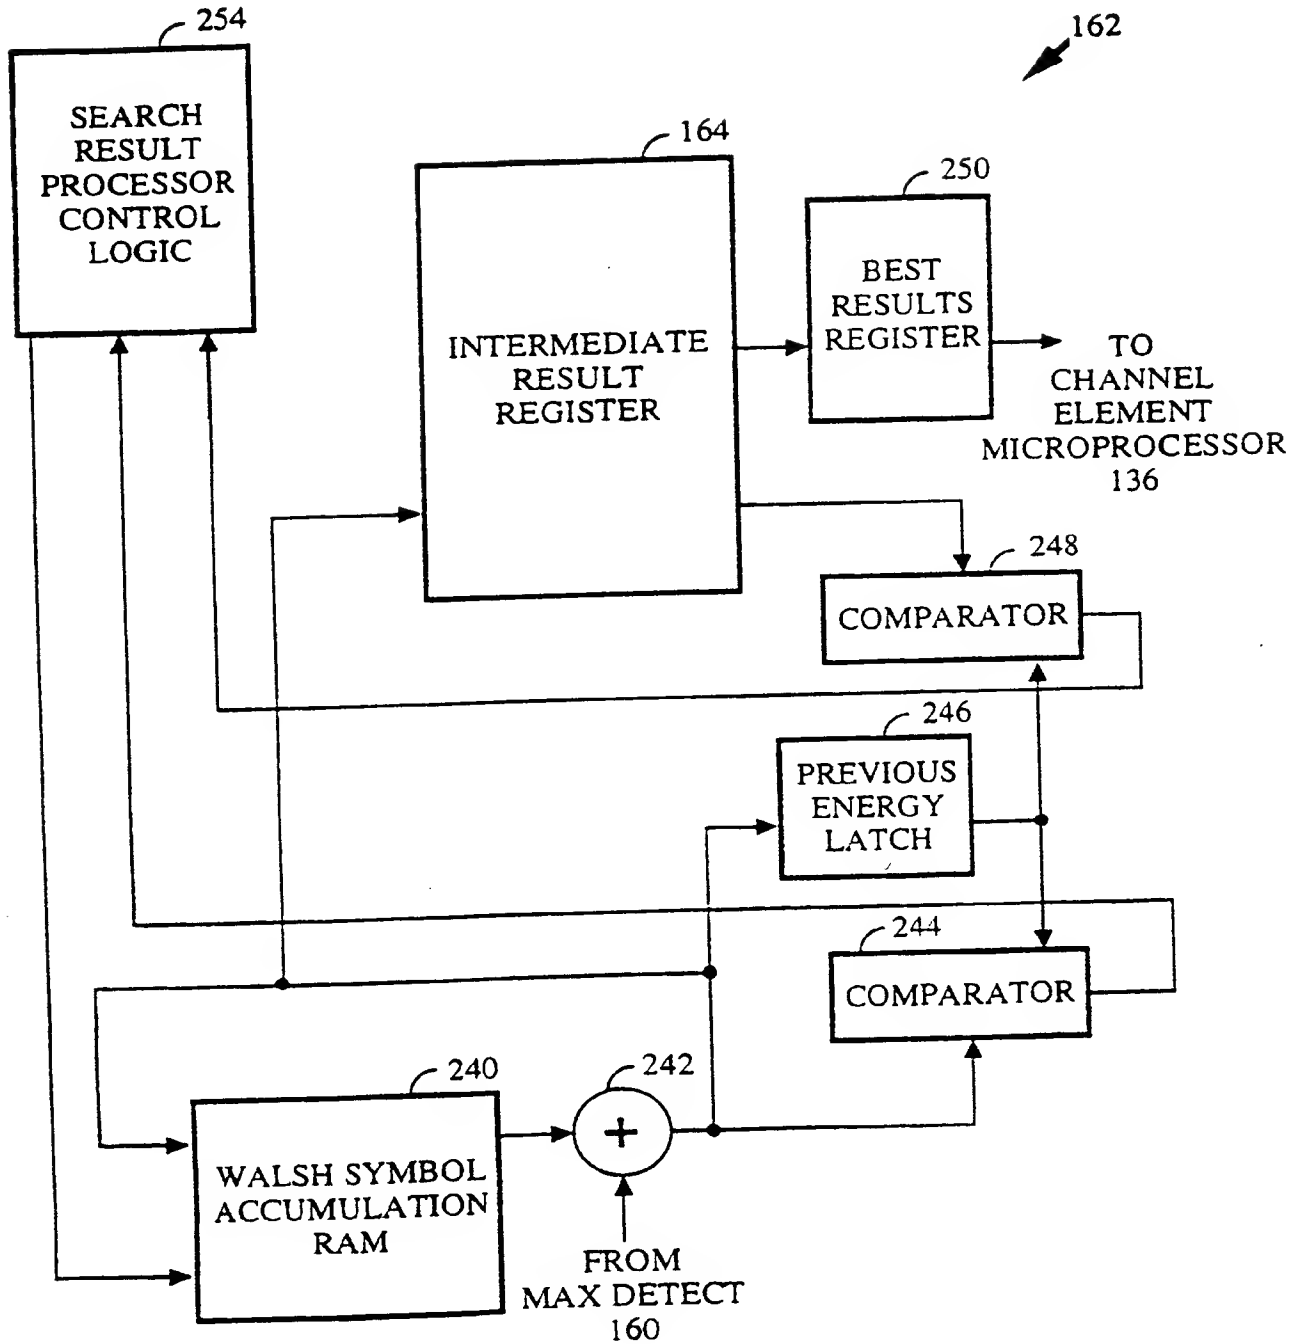 254
162
SEARCH
RESULT
PROCESSOR
CONTROL
LOGIC
164
INTERMEDIATE
RESULT
REGISTER
250
BEST
RESULTS
REGISTER
TO
CHANNEL
ELEMENT
MICROPROCESSOR
136
248
COMPARATOR
246
PREVIOUS
ENERGY
LATCH
244
COMPARATOR
240
WALSH SYMBOL
ACCUMULATION
RAM
242
+
FROM
MAX DETECT
160